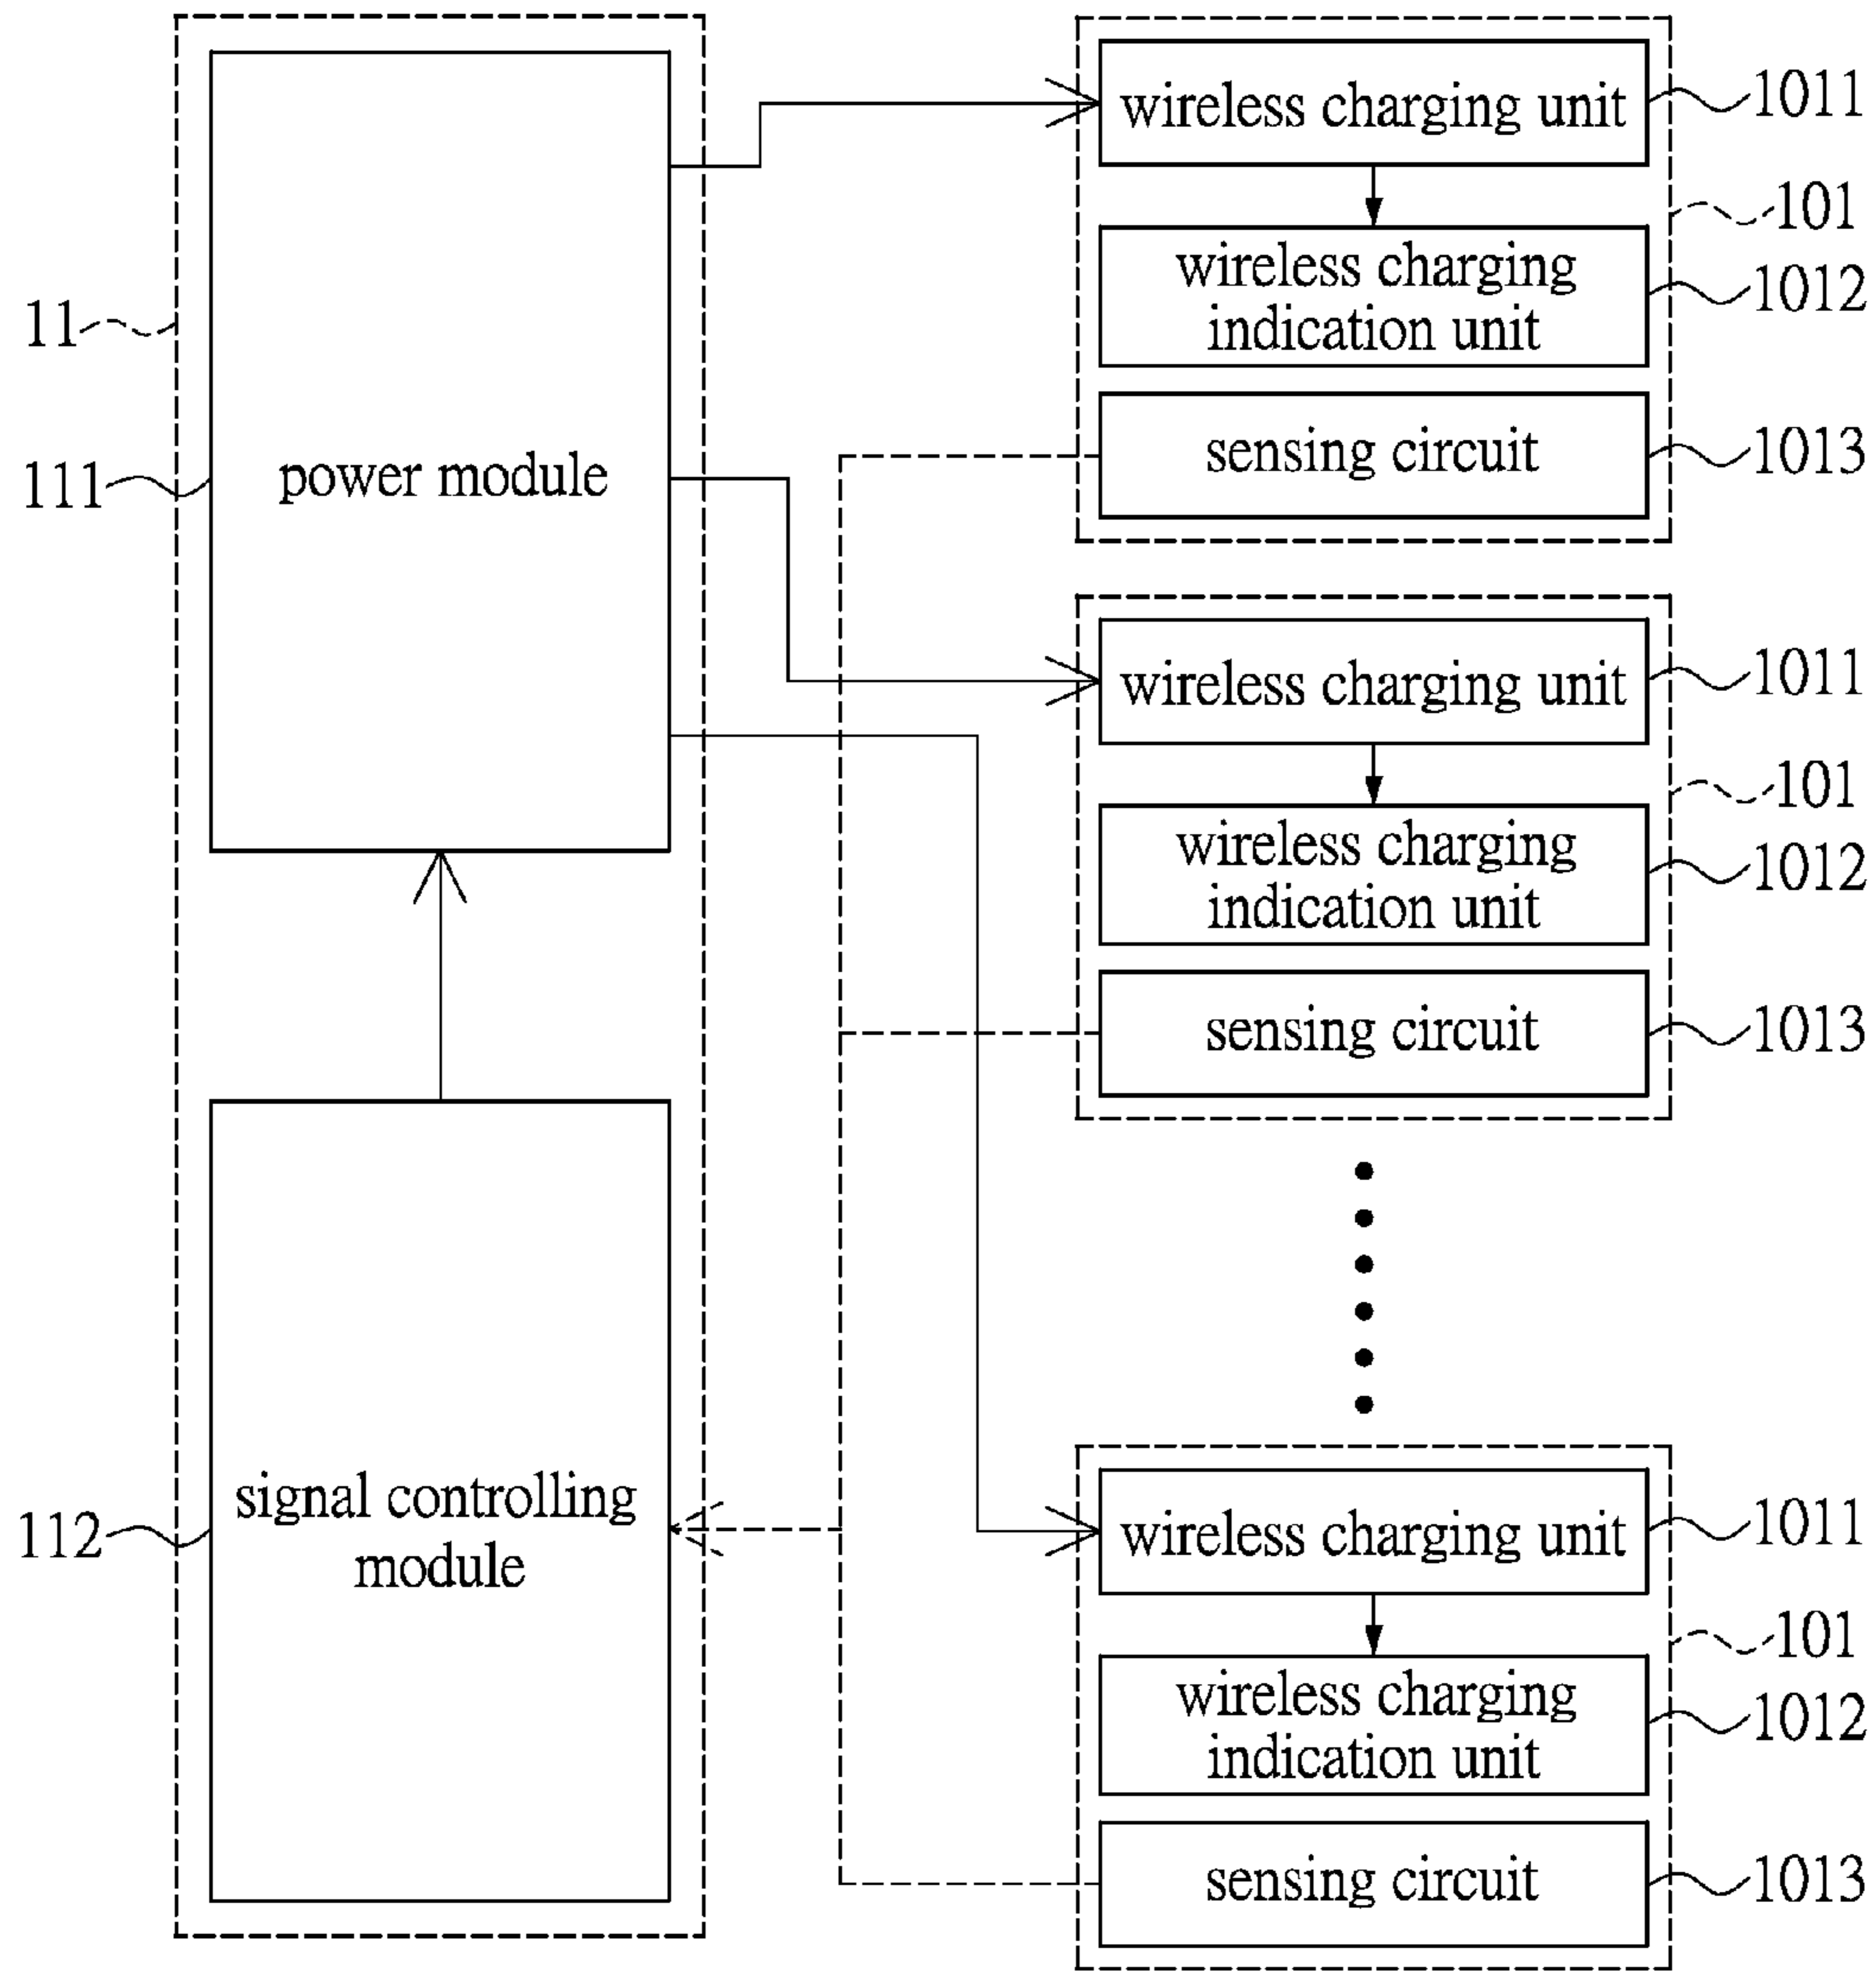 11
111
power module
112
signal controlling
module
wireless charging unit
1011
101
wireless charging
indication unit
1012
sensing circuit
1013
wireless charging unit
1011
101
wireless charging
indication unit
1012
sensing circuit
1013
wireless charging unit
1011
101
wireless charging
indication unit
1012
sensing circuit
1013